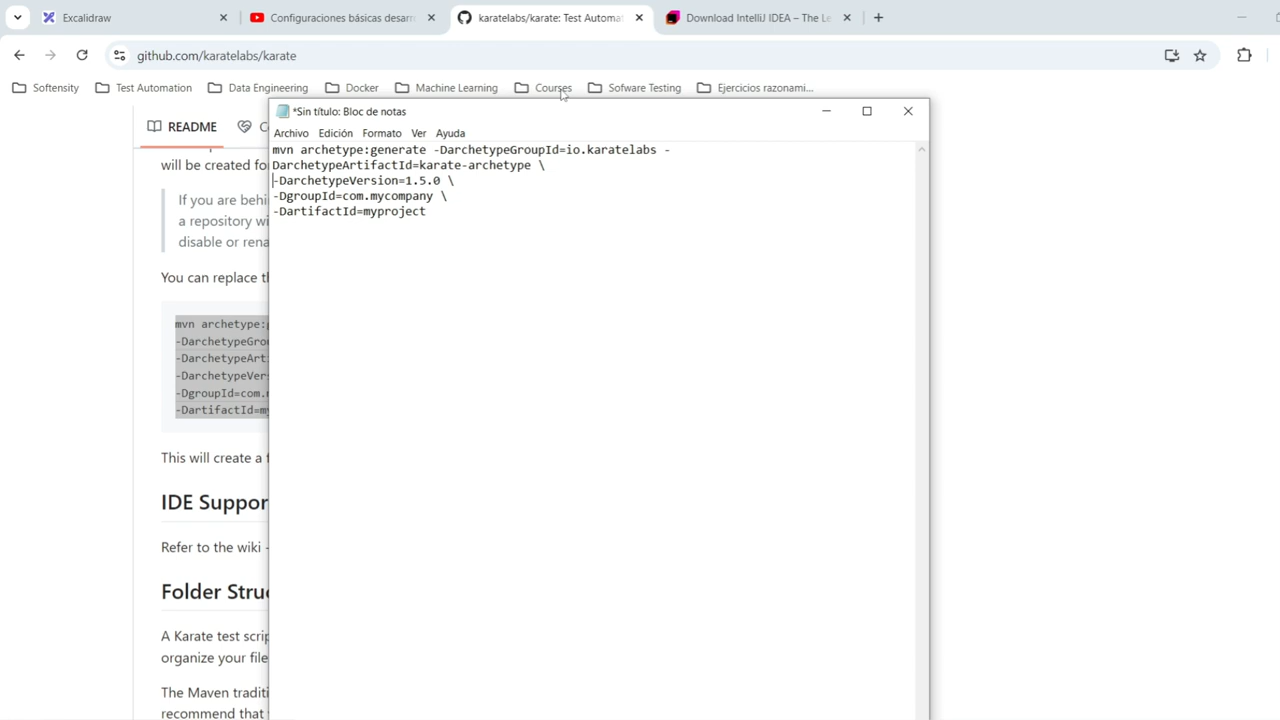 Excalidraw
Configuraciones básicas desarr
karatelabs/karate: Test Automa
Download IntelliJ IDEA – The Le
github.com/karatelabs/karate
Softensity
Test Automation
Data Engineering
Docker
Machine Learning
Courses
Sofware Testing
Ejercicios razonami...
README
will be created for
If you are behi
a repository wi
disable or rena
You can replace th
mvn archetype:g
-DarchetypeGrou
-DarchetypeArti
-DarchetypeVers
-DgroupId=com.m
-DartifactId=my
This will create a f
IDE Suppor
Refer to the wiki -
Folder Struc
A Karate test scrip
organize your file
The Maven traditi
recommend that
*Sin título: Bloc de notas
Archivo Edición Formato Ver Ayuda
mvn archetype:generate -DarchetypeGroupId=io.karatelabs -
DarchetypeArtifactId=karate-archetype \
-DarchetypeVersion=1.5.0 \
-DgroupId=com.mycompany \
-DartifactId=myproject